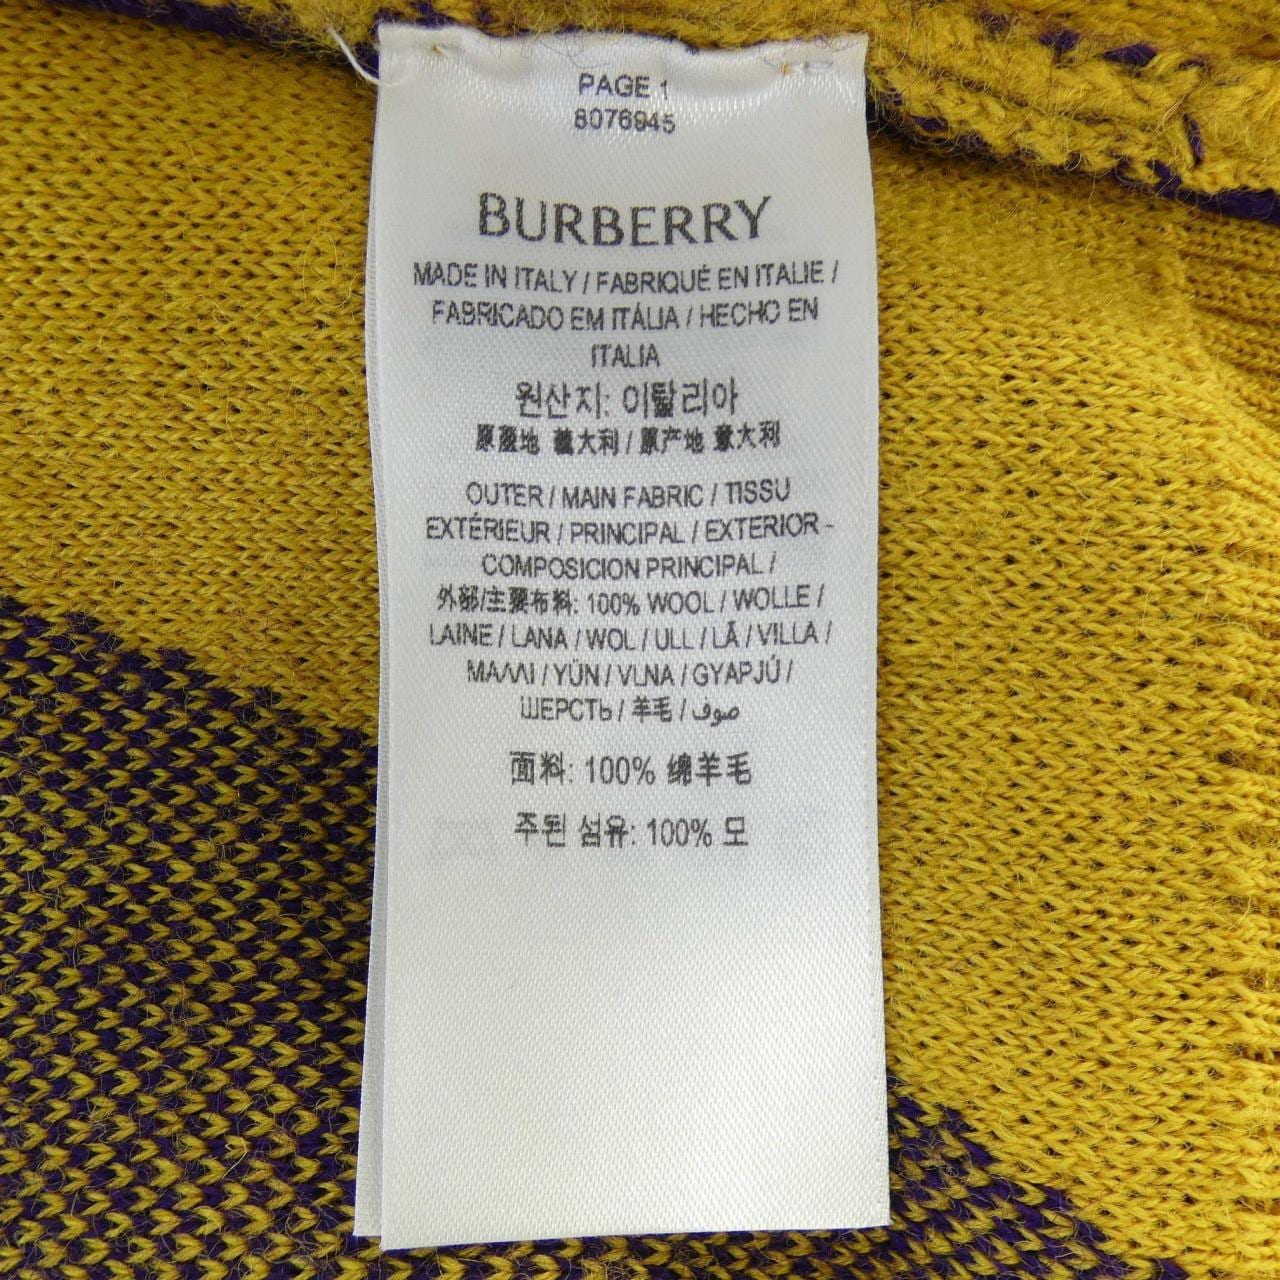 PAGE 1
8076945
BURBERRY
MADE IN ITALY / FABRIQUÉ EN ITALIE /
FABRICADO EM ITÁLIA / HECHO EN
ITALIA
원산지: 이탈리아
原産地 義大利 / 原产地 意大利
OUTER / MAIN FABRIC / TISSU
EXTÉRIEUR / PRINCIPAL / EXTERIOR -
COMPOSICION PRINCIPAL /
外部/主要布料: 100% WOOL / WOLLE /
LAINE / LANA / WOL / ULL / LÃ / VILLA /
ΜΑΛΛΙ / YÜN / VLNA / GYAPJÚ /
ШЕРСТЬ / 羊毛 / صوف
面料: 100% 绵羊毛
주된 섬유: 100% 모